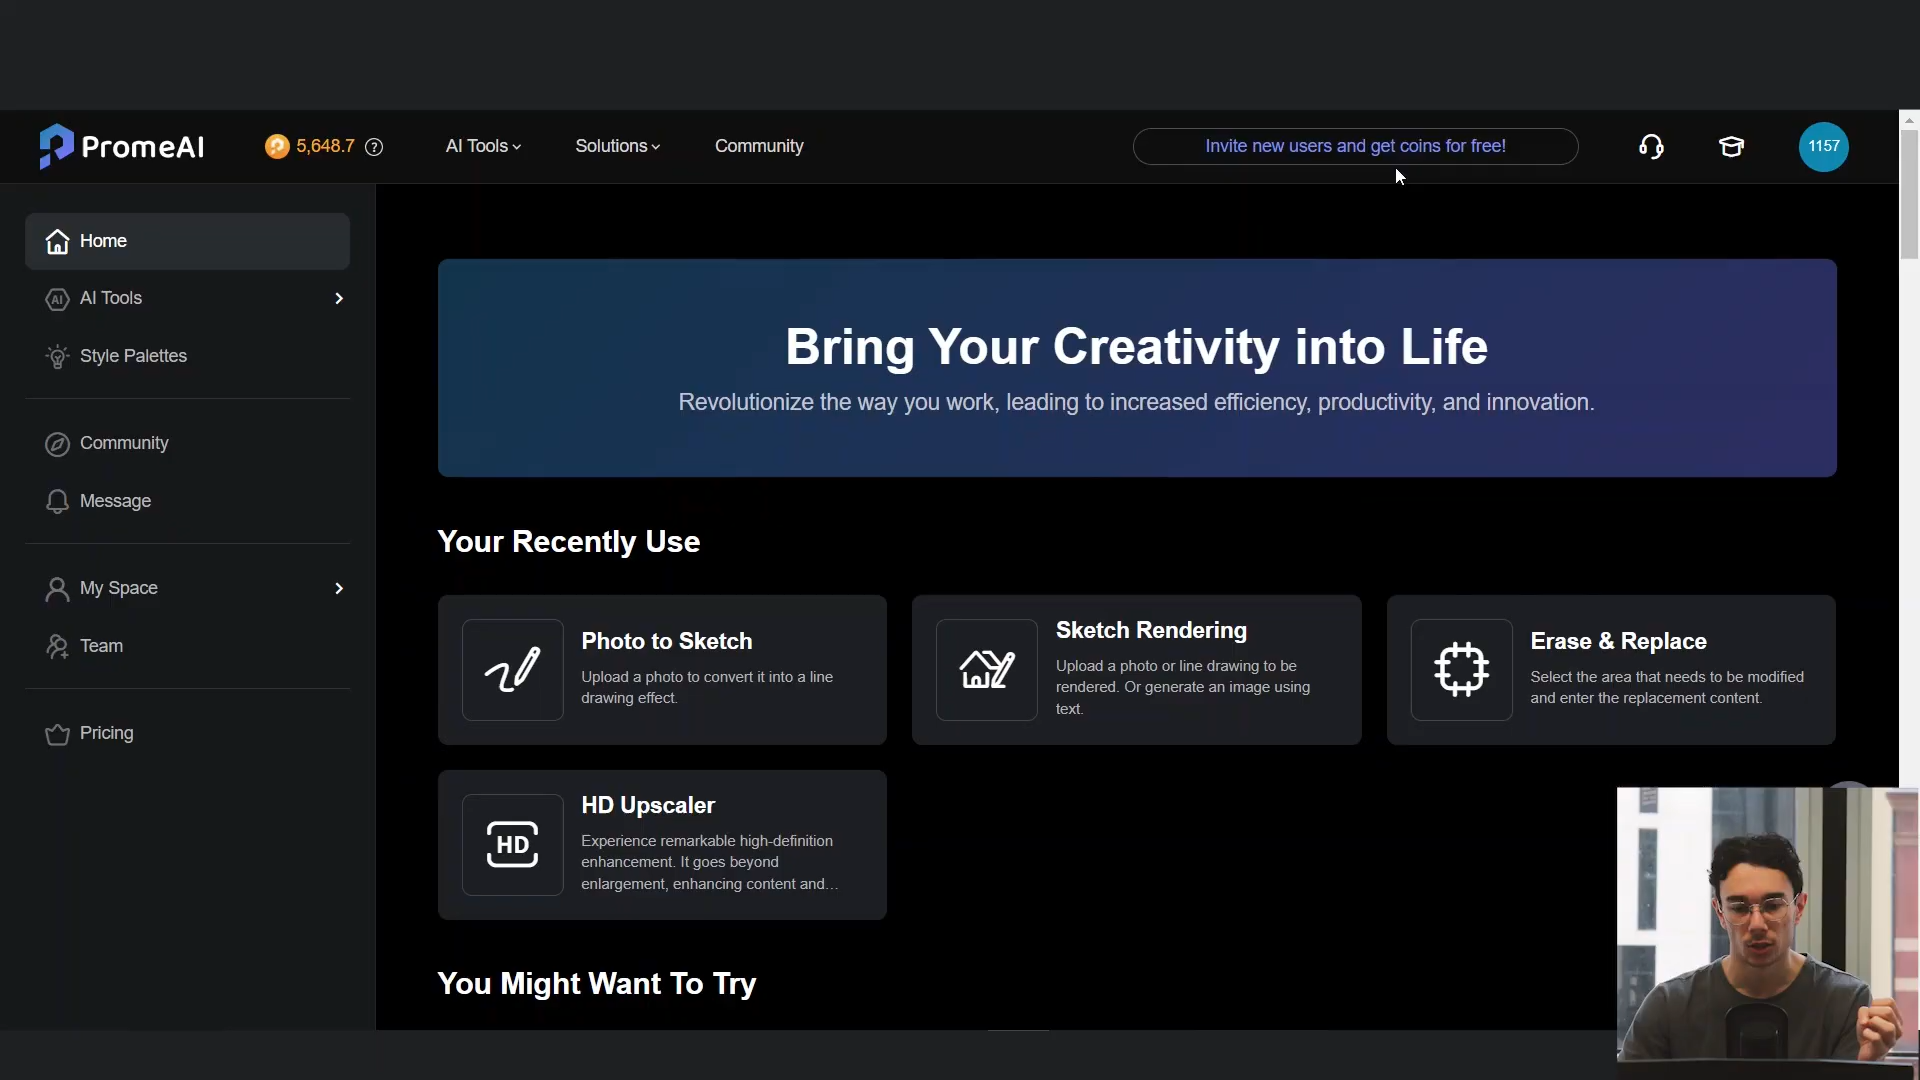 PromeAI
5,648.7 ?
AI Tools
Solutions
Community
Invite new users and get coins for free!
1157
Home
AI AI Tools
Style Palettes
Community
Message
My Space
Team
Pricing
Bring Your Creativity into Life
Revolutionize the way you work, leading to increased efficiency, productivity, and innovation.
Your Recently Use
Photo to Sketch
Upload a photo to convert it into a line
drawing effect.
Sketch Rendering
Upload a photo or line drawing to be
rendered. Or generate an image using
text.
Erase & Replace
Select the area that needs to be modified
and enter the replacement content.
HD
HD Upscaler
Experience remarkable high-definition
enhancement. It goes beyond
enlargement, enhancing content and...
You Might Want To Try